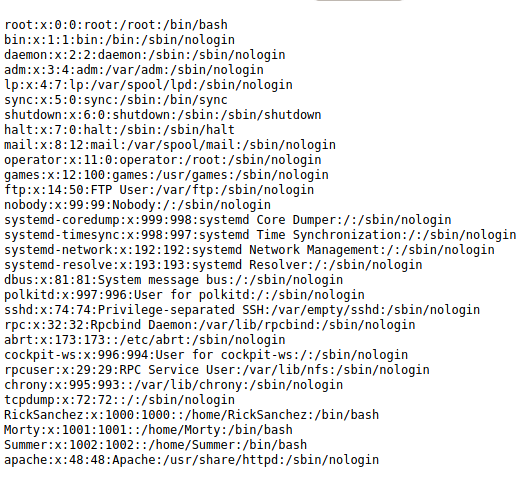 root:x:0:0:root:/root:/bin/bash
bin:x:1:1:bin:/bin:/sbin/nologin
daemon:x:2:2:daemon:/sbin:/sbin/nologin
adm:x:3:4:adm:/var/adm:/sbin/nologin
lp:x:4:7:lp:/var/spool/lpd:/sbin/nologin
sync:x:5:0:sync:/sbin:/bin/sync
shutdown:x:6:0:shutdown:/sbin:/sbin/shutdown
halt:x:7:0:halt:/sbin:/sbin/halt
mail:x:8:12:mail:/var/spool/mail:/sbin/nologin
operator:x:11:0:operator:/root:/sbin/nologin
games:x:12:100:games:/usr/games:/sbin/nologin
ftp:x:14:50:FTP User:/var/ftp:/sbin/nologin
nobody:x:99:99:Nobody:/:/sbin/nologin
systemd-coredump:x:999:998:systemd Core Dumper:/:/sbin/nologin
systemd-timesync:x:998:997:systemd Time Synchronization:/:/sbin/nologin
systemd-network:x:192:192:systemd Network Management:/:/sbin/nologin
systemd-resolve:x:193:193:systemd Resolver:/:/sbin/nologin
dbus:x:81:81:System message bus:/:/sbin/nologin
polkitd:x:997:996:User for polkitd:/:/sbin/nologin
sshd:x:74:74:Privilege-separated SSH:/var/empty/sshd:/sbin/nologin
rpc:x:32:32:Rpcbind Daemon:/var/lib/rpcbind:/sbin/nologin
abrt:x:173:173::/etc/abrt:/sbin/nologin
cockpit-ws:x:996:994:User for cockpit-ws:/:/sbin/nologin
rpcuser:x:29:29:RPC Service User:/var/lib/nfs:/sbin/nologin
chrony:x:995:993::/var/lib/chrony:/sbin/nologin
tcpdump:x:72:72::/:/sbin/nologin
RickSanchez:x:1000:1000::/home/RickSanchez:/bin/bash
Morty:x:1001:1001::/home/Morty:/bin/bash
Summer:x:1002:1002::/home/Summer:/bin/bash
apache:x:48:48:Apache:/usr/share/httpd:/sbin/nologin